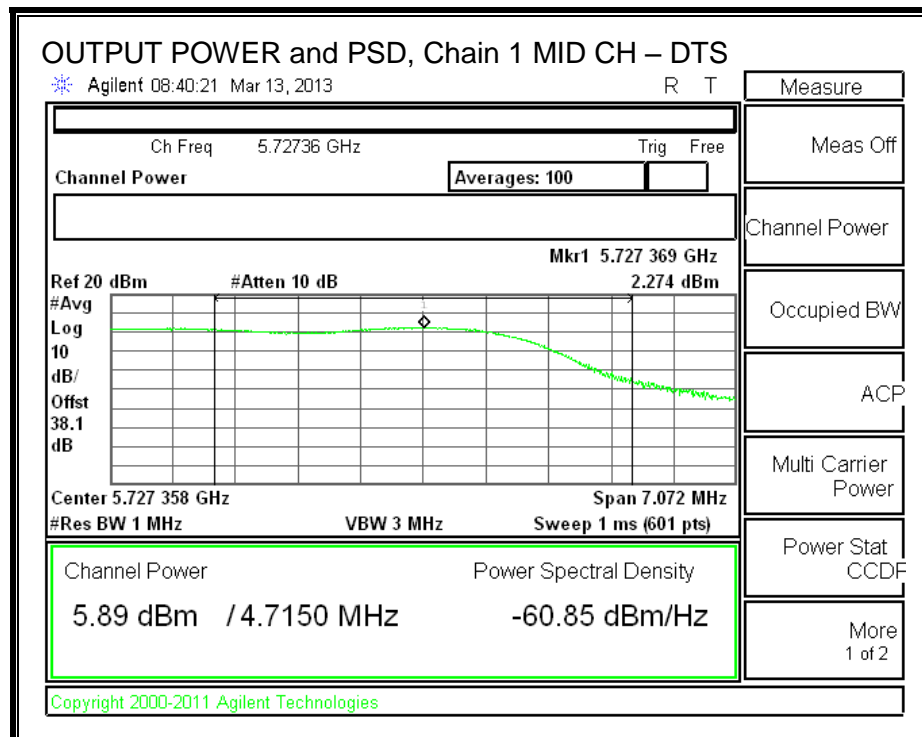 OUTPUT POWER and PSD, Chain 1 MID CH – DTS
Agilent 08:40:21 Mar 13, 2013 R T
Measure
Ch Freq 5.72736 GHz Trig Free
Meas Off
Channel Power Averages: 100
Channel Power
Mkr1 5.727 369 GHz
Ref 20 dBm #Atten 10 dB 2.274 dBm
#Avg
Log
10
dB/
Offst
38.1
dB
1
Occupied BW
ACP
Multi Carrier
Power
Center 5.727 358 GHz Span 7.072 MHz
#Res BW 1 MHz VBW 3 MHz Sweep 1 ms (601 pts)
Power Stat
CCDF
Channel Power Power Spectral Density
5.89 dBm / 4.7150 MHz -60.85 dBm/Hz
More
1 of 2
Copyright 2000-2011 Agilent Technologies